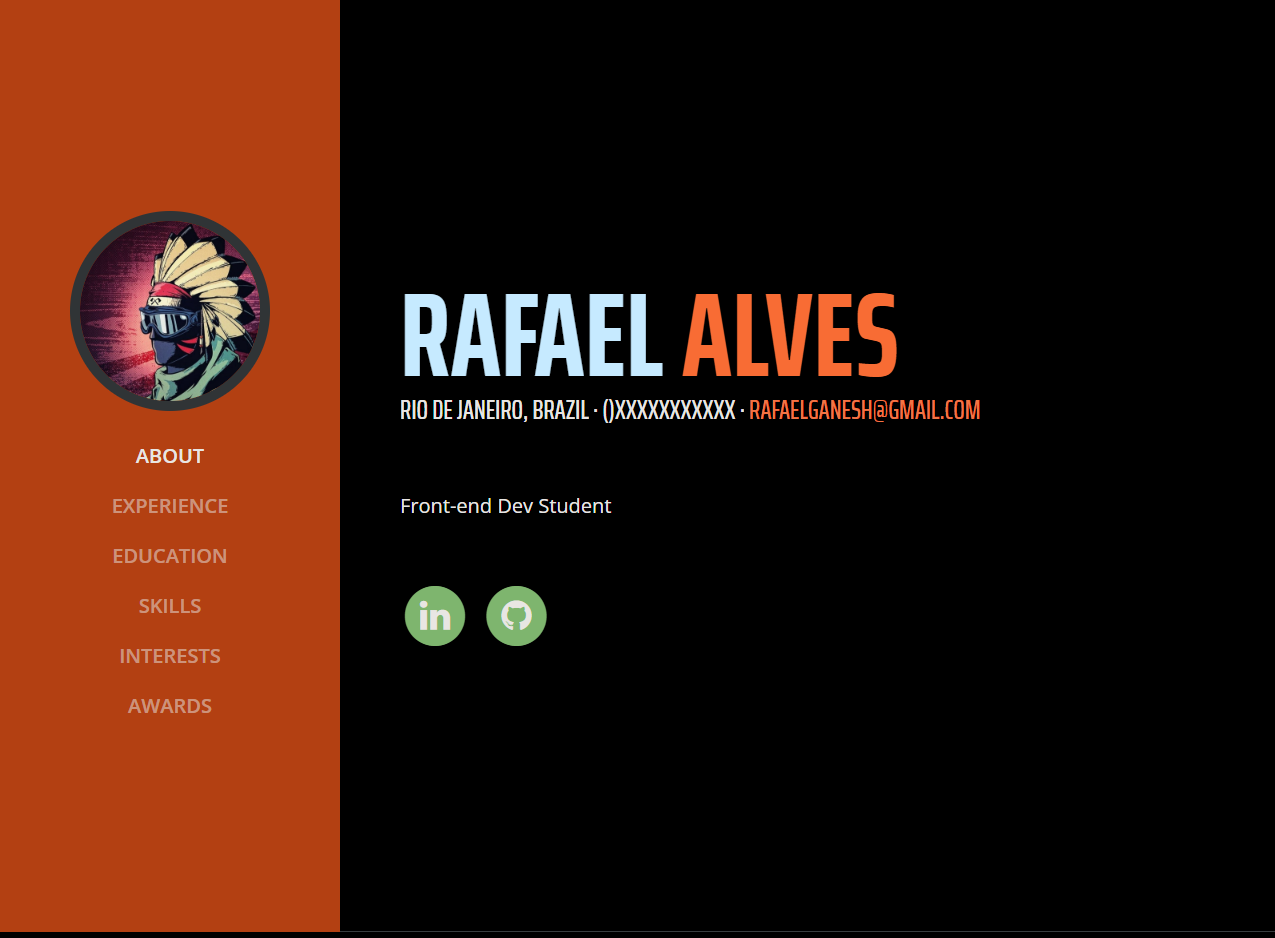 ABOUT
EXPERIENCE
EDUCATION
SKILLS
INTERESTS
AWARDS
RAFAEL ALVES
RIO DE JANEIRO, BRAZIL · ()XXXXXXXXXXX · RAFAELGANESH@GMAIL.COM
Front-end Dev Student
in